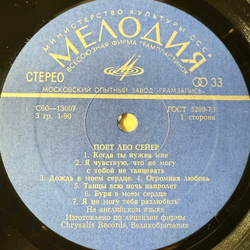 МИНИСТЕРСТВО КУЛЬТУРЫ СССР
МЕЛОДИЯ
ВСЕСОЮЗНАЯ ФИРМА ГРАМПЛАСТИНОК
СТЕРЕО
33
МОСКОВСКИЙ ОПЫТНЫЙ ЗАВОД «ГРАМЗАПИСЬ»
С60—13007
ГОСТ 5289-73
3 гр. 1-90
1 сторона
ПОЕТ ЛЕО СЕЙЕР
1. Когда ты нужна мне
2. Я чувствую, что не могу
с тобой не танцевать
3. Дождь в моем сердце. 4. Огромная любовь
5. Танцы всю ночь напролет
6. Буря в моем сердце
7. Я не могу тебя разлюбить
На английском языке
Изготовлено по лицензии фирмы
Chrysalis Records, Великобритания